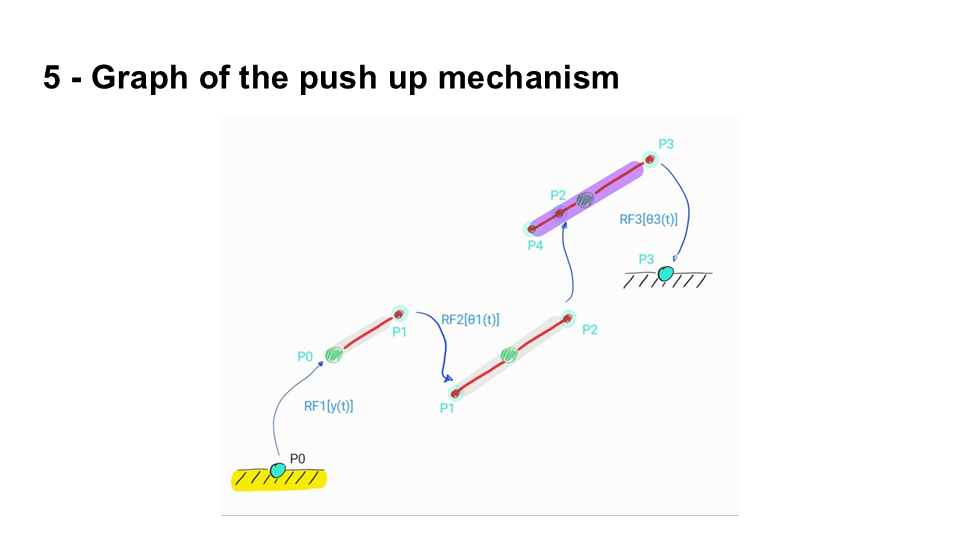 5 - Graph of the push up mechanism
P3
P2
RF3[θ3(t)]
P4
P3
RF2[θ1(t)]
P1
P2
P0
RF1[y(t)]
P1
P0